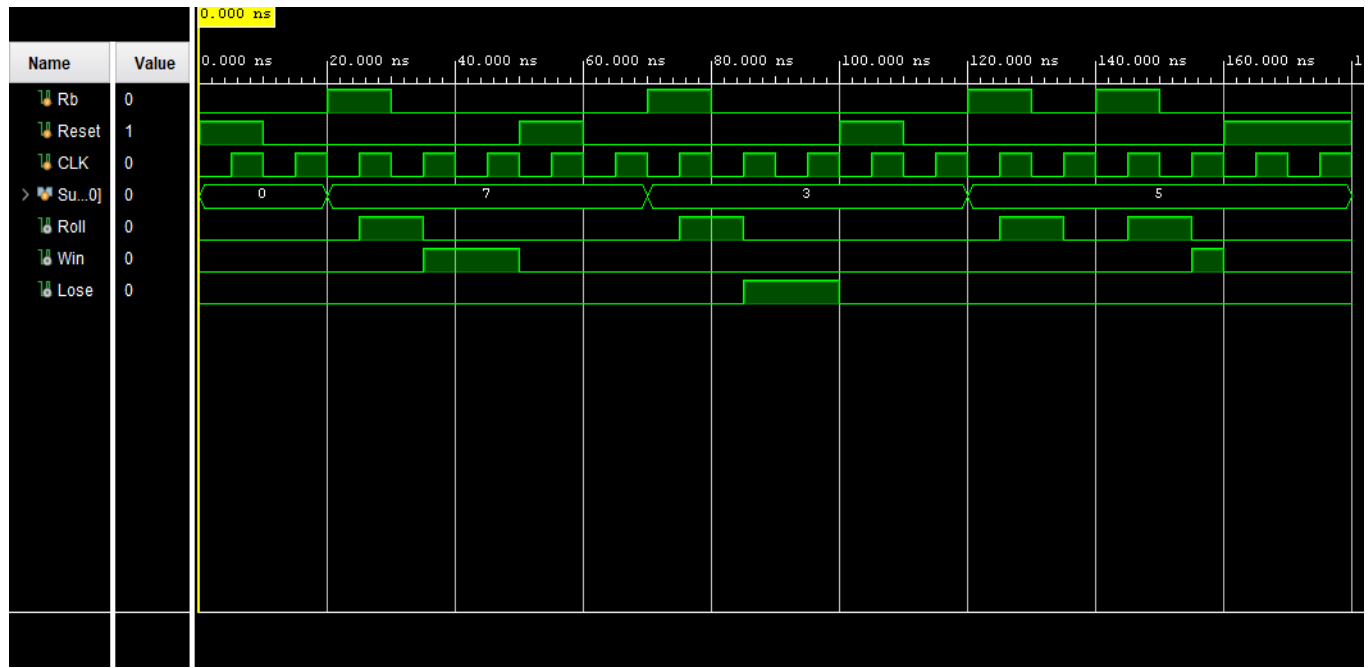 0.000 ns
Name Value 0.000 ns 20.000 ns 40.000 ns 60.000 ns 80.000 ns 100.000 ns 120.000 ns 140.000 ns 160.000 ns 1
Rb 0
Reset 1
CLK 0
> Su...0] 0 0 7 3 5
Roll 0
Win 0
Lose 0